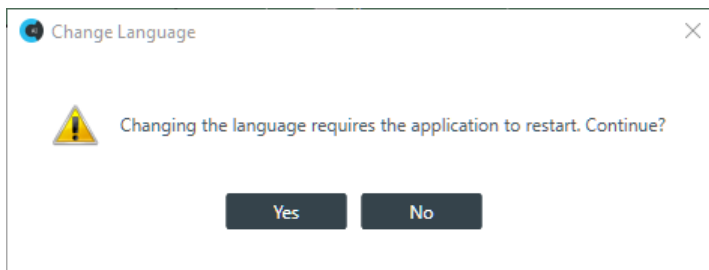 Change Language
Changing the language requires the application to restart. Continue?
Yes No